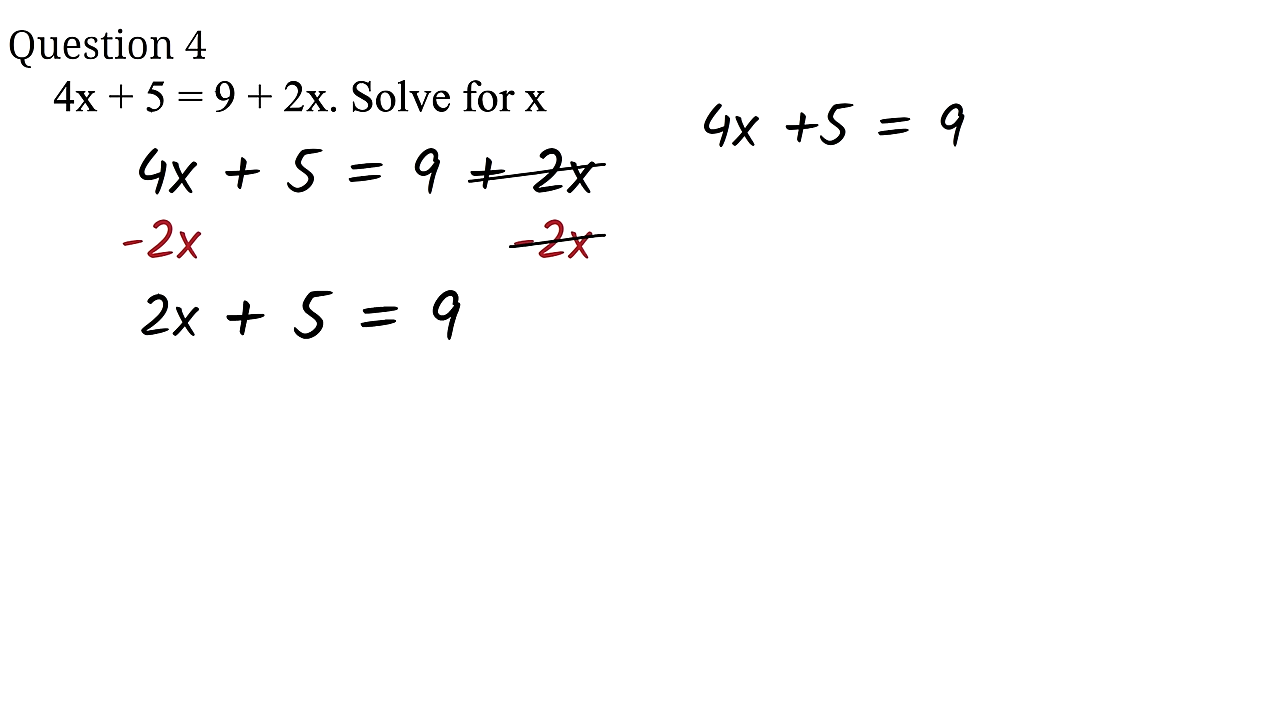 Question 4
4x + 5 = 9 + 2x. Solve for x
4x + 5 = 9 + 2x
-2x -2x
2x + 5 = 9
4x +5 = 9